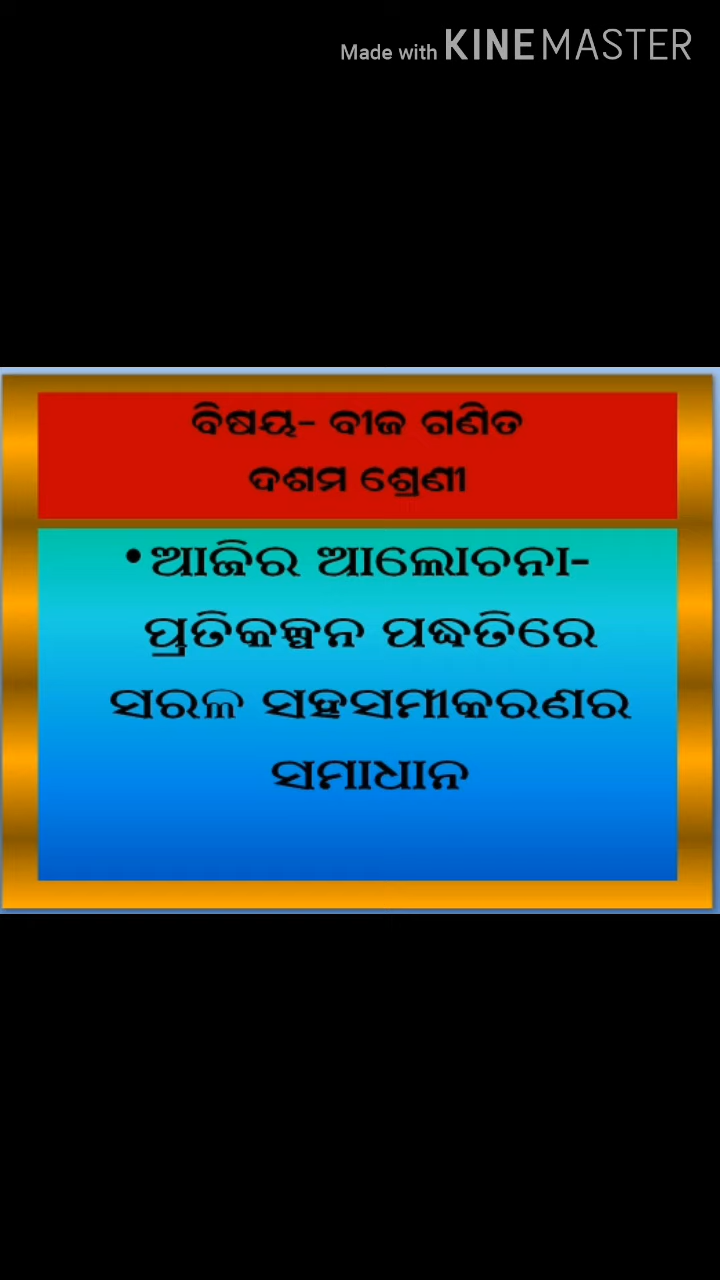 Made with KINEMASTER
ବିଷୟ- ବୀଜ ଗଣିତ
ଦଶମ ଶ୍ରେଣୀ
•ଆଜିର ଆଲୋଚନା-
ପ୍ରତିକଳ୍ପନ ପଦ୍ଧତିରେ
ସରଳ ସହସମୀକରଣର
ସମାଧାନ